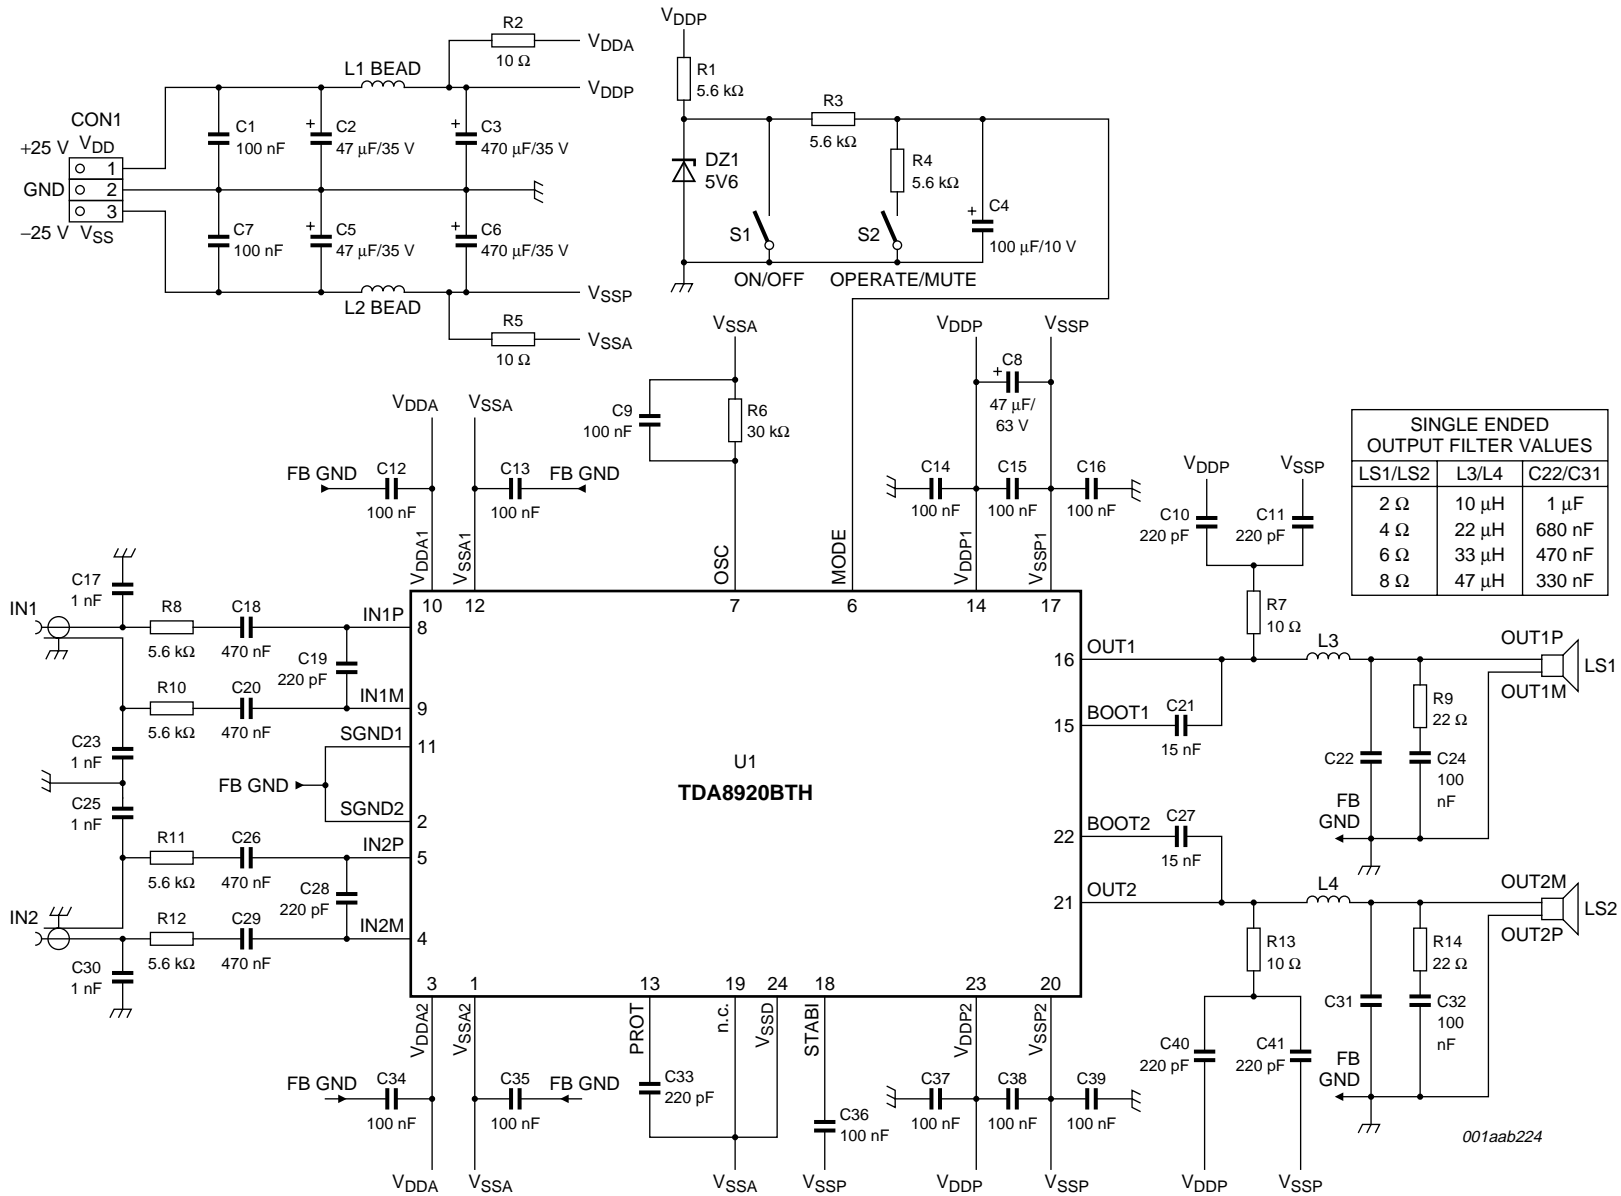 R2
10 Ω
VDDA
L1 BEAD
VDDP
CON1
+25 V VDD
1
GND 2
3
−25 V VSS
C1
100 nF
C2
47 μF/35 V
C3
470 μF/35 V
C7
100 nF
C5
47 μF/35 V
C6
470 μF/35 V
L2 BEAD
VSSP
R5
10 Ω
VSSA
VDDP
R1
5.6 kΩ
R3
5.6 kΩ
DZ1
5V6
R4
5.6 kΩ
S1
S2
C4
100 μF/10 V
ON/OFF
OPERATE/MUTE
VDDA
VSSA
FB GND
C12
100 nF
C13
100 nF
FB GND
VSSA
C9
100 nF
R6
30 kΩ
VDDP
VSSP
C8
47 μF/
63 V
C14
100 nF
C15
100 nF
C16
100 nF
VDDP
VSSP
C10
220 pF
C11
220 pF
R7
10 Ω
SINGLE ENDED
OUTPUT FILTER VALUES
LS1/LS2 L3/L4 C22/C31
2 Ω 10 μH 1 μF
4 Ω 22 μH 680 nF
6 Ω 33 μH 470 nF
8 Ω 47 μH 330 nF
VDDA1
VSSA1
OSC
MODE
VDDP1
VSSP1
10
12
7
6
14
17
C17
1 nF
IN1
R8
5.6 kΩ
C18
470 nF
IN1P
8
C19
220 pF
R10
5.6 kΩ
C20
470 nF
IN1M
9
C23
1 nF
SGND1
11
FB GND
SGND2
2
C25
1 nF
R11
5.6 kΩ
C26
470 nF
IN2P
5
C28
220 pF
IN2
R12
5.6 kΩ
C29
470 nF
IN2M
4
C30
1 nF
U1
TDA8920BTH
16
OUT1
15
BOOT1
C21
15 nF
22
BOOT2
C27
15 nF
21
OUT2
L3
OUT1P
LS1
OUT1M
R9
22 Ω
C22
C24
100
nF
FB
GND
L4
OUT2M
LS2
OUT2P
R13
10 Ω
R14
22 Ω
C31
C32
100
nF
FB
GND
C40
220 pF
C41
220 pF
VDDP
VSSP
3
1
13
19
24
18
23
20
VDDA2
VSSA2
PROT
n.c.
VSSD
STABI
VDDP2
VSSP2
FB GND
C34
100 nF
C35
100 nF
FB GND
C33
220 pF
C36
100 nF
C37
100 nF
C38
100 nF
C39
100 nF
VDDA
VSSA
VSSA
VSSP
VDDP
VSSP
001aab224